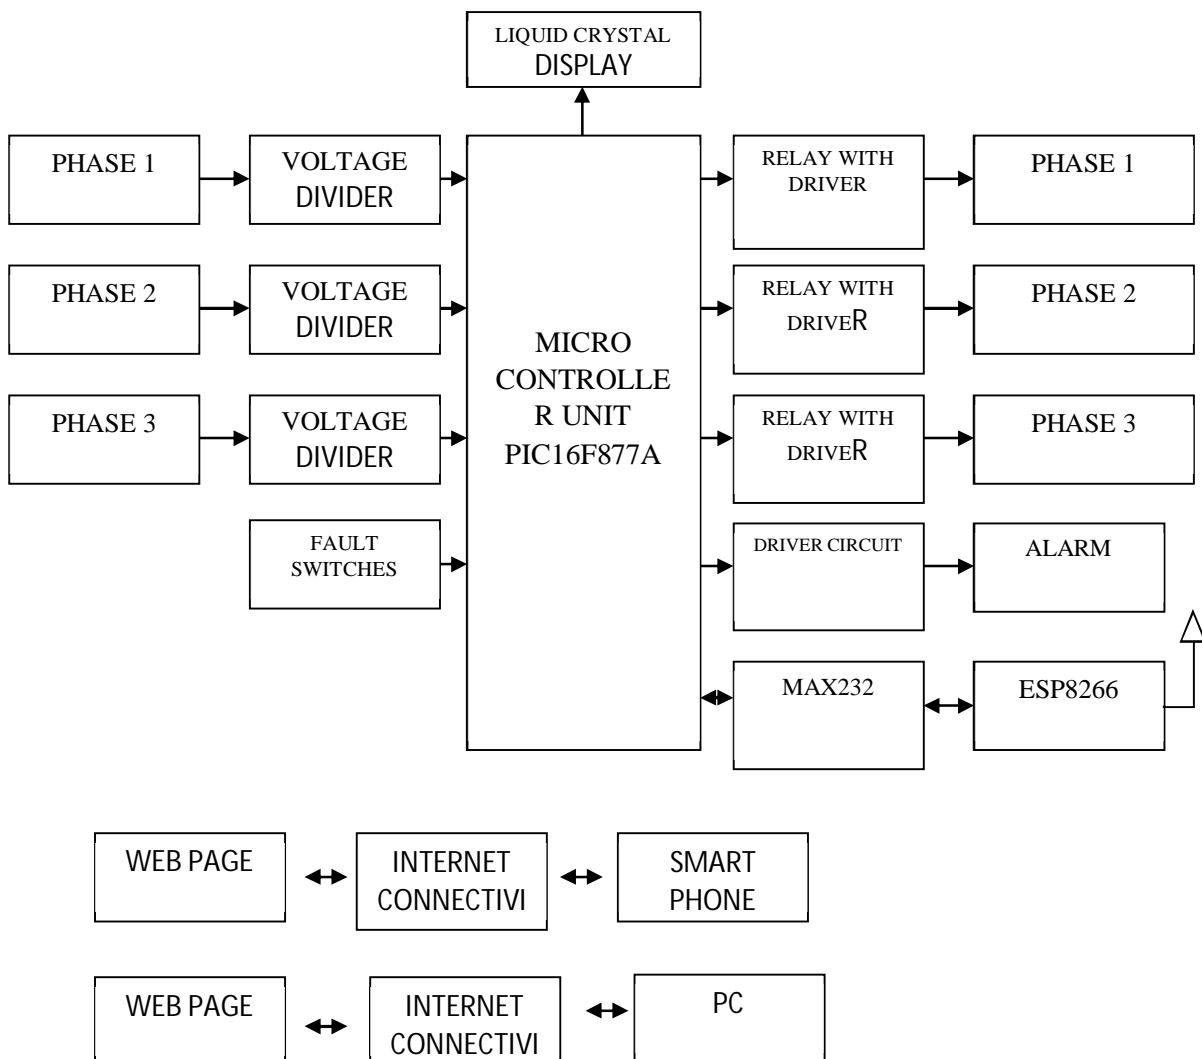 LIQUID CRYSTAL
DISPLAY
PHASE 1
VOLTAGE
DIVIDER
RELAY WITH
DRIVER
PHASE 1
PHASE 2
VOLTAGE
DIVIDER
RELAY WITH
DRIVeR
PHASE 2
MICRO
CONTROLLE
R UNIT
PIC16F877A
PHASE 3
VOLTAGE
DIVIDER
RELAY WITH
DRIVeR
PHASE 3
FAULT
SWITCHES
DRIVER CIRCUIT
ALARM
MAX232
ESP8266
WEB PAGE
INTERNET
CONNECTIVI
SMART
PHONE
WEB PAGE
INTERNET
CONNECTIVI
PC